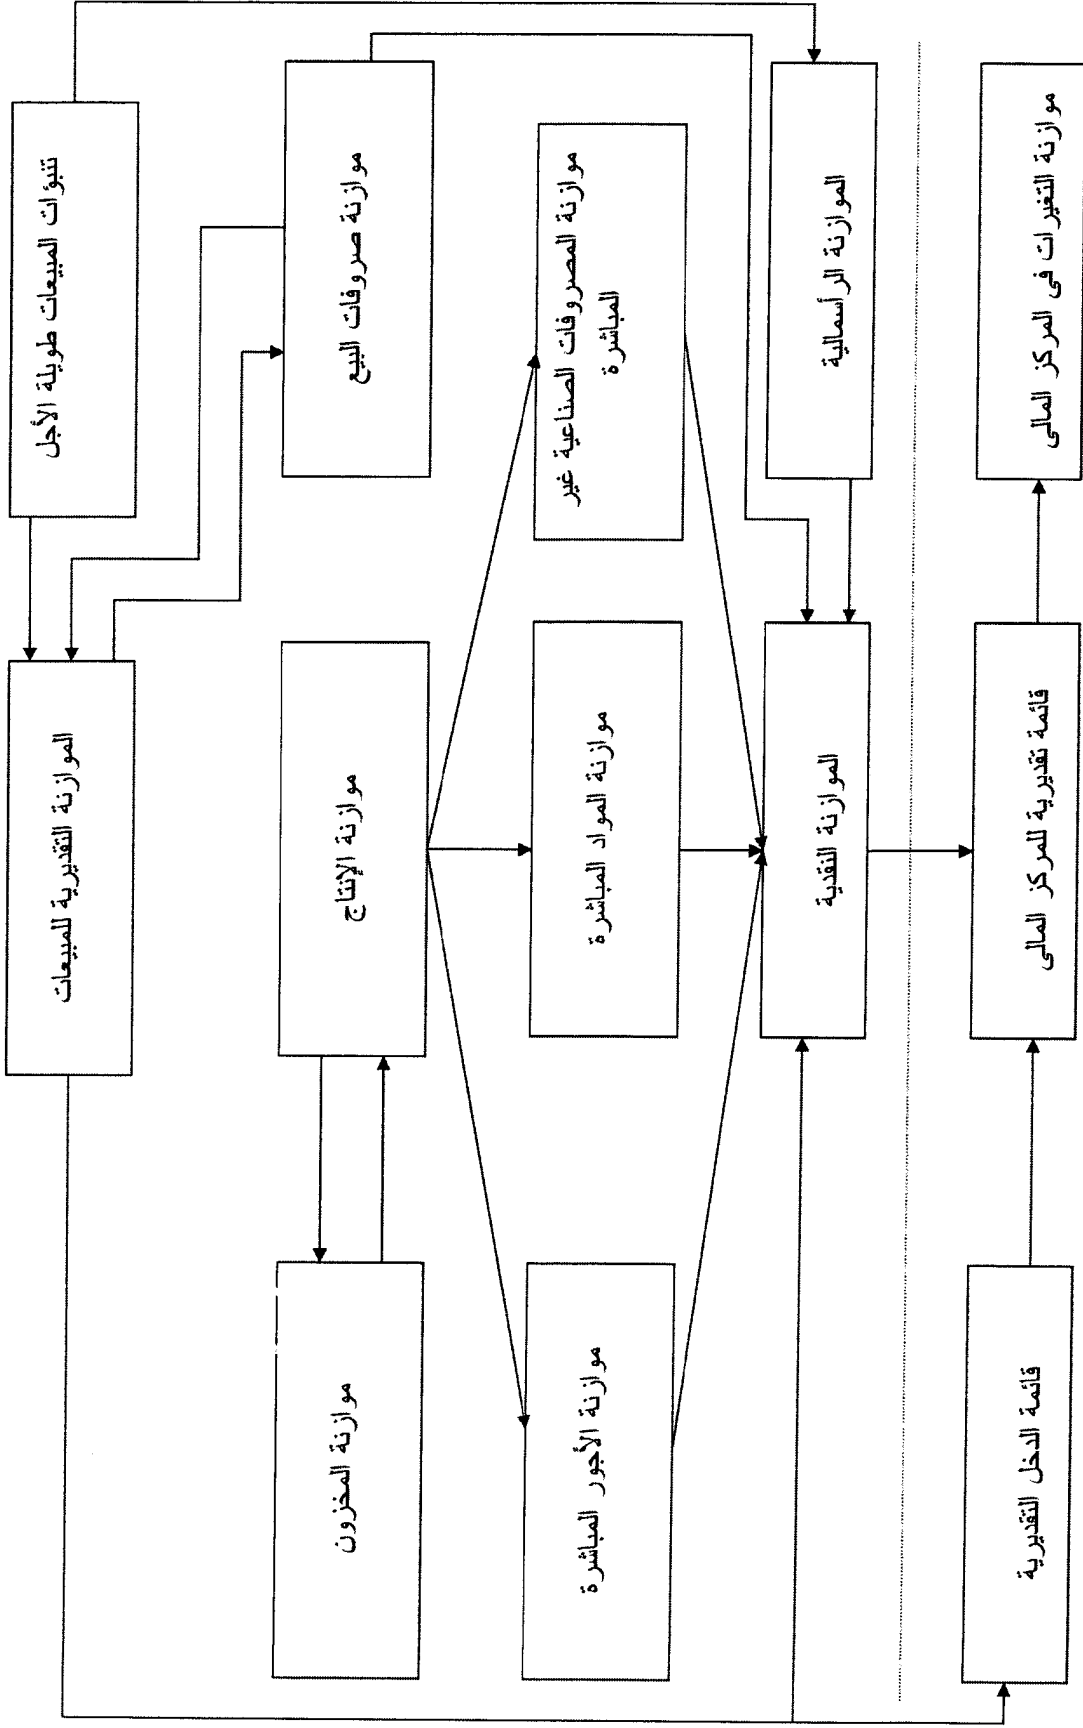 تنبؤات المبيعات طويلة الأجل
الموازنة التقديرية للمبيعات
موازنة صروفات البيع
موازنة الإنتاج
موازنة المخزون
موازنة المصروفات الصناعية غير
المباشرة
موازنة المواد المباشرة
موازنة الأجور المباشرة
الموازنة الرأسمالية
الموازنة النقدية
موازنة التغيرات فى المركز المالى
قائمة تقديرية للمركز المالى
قائمة الدخل التقديرية